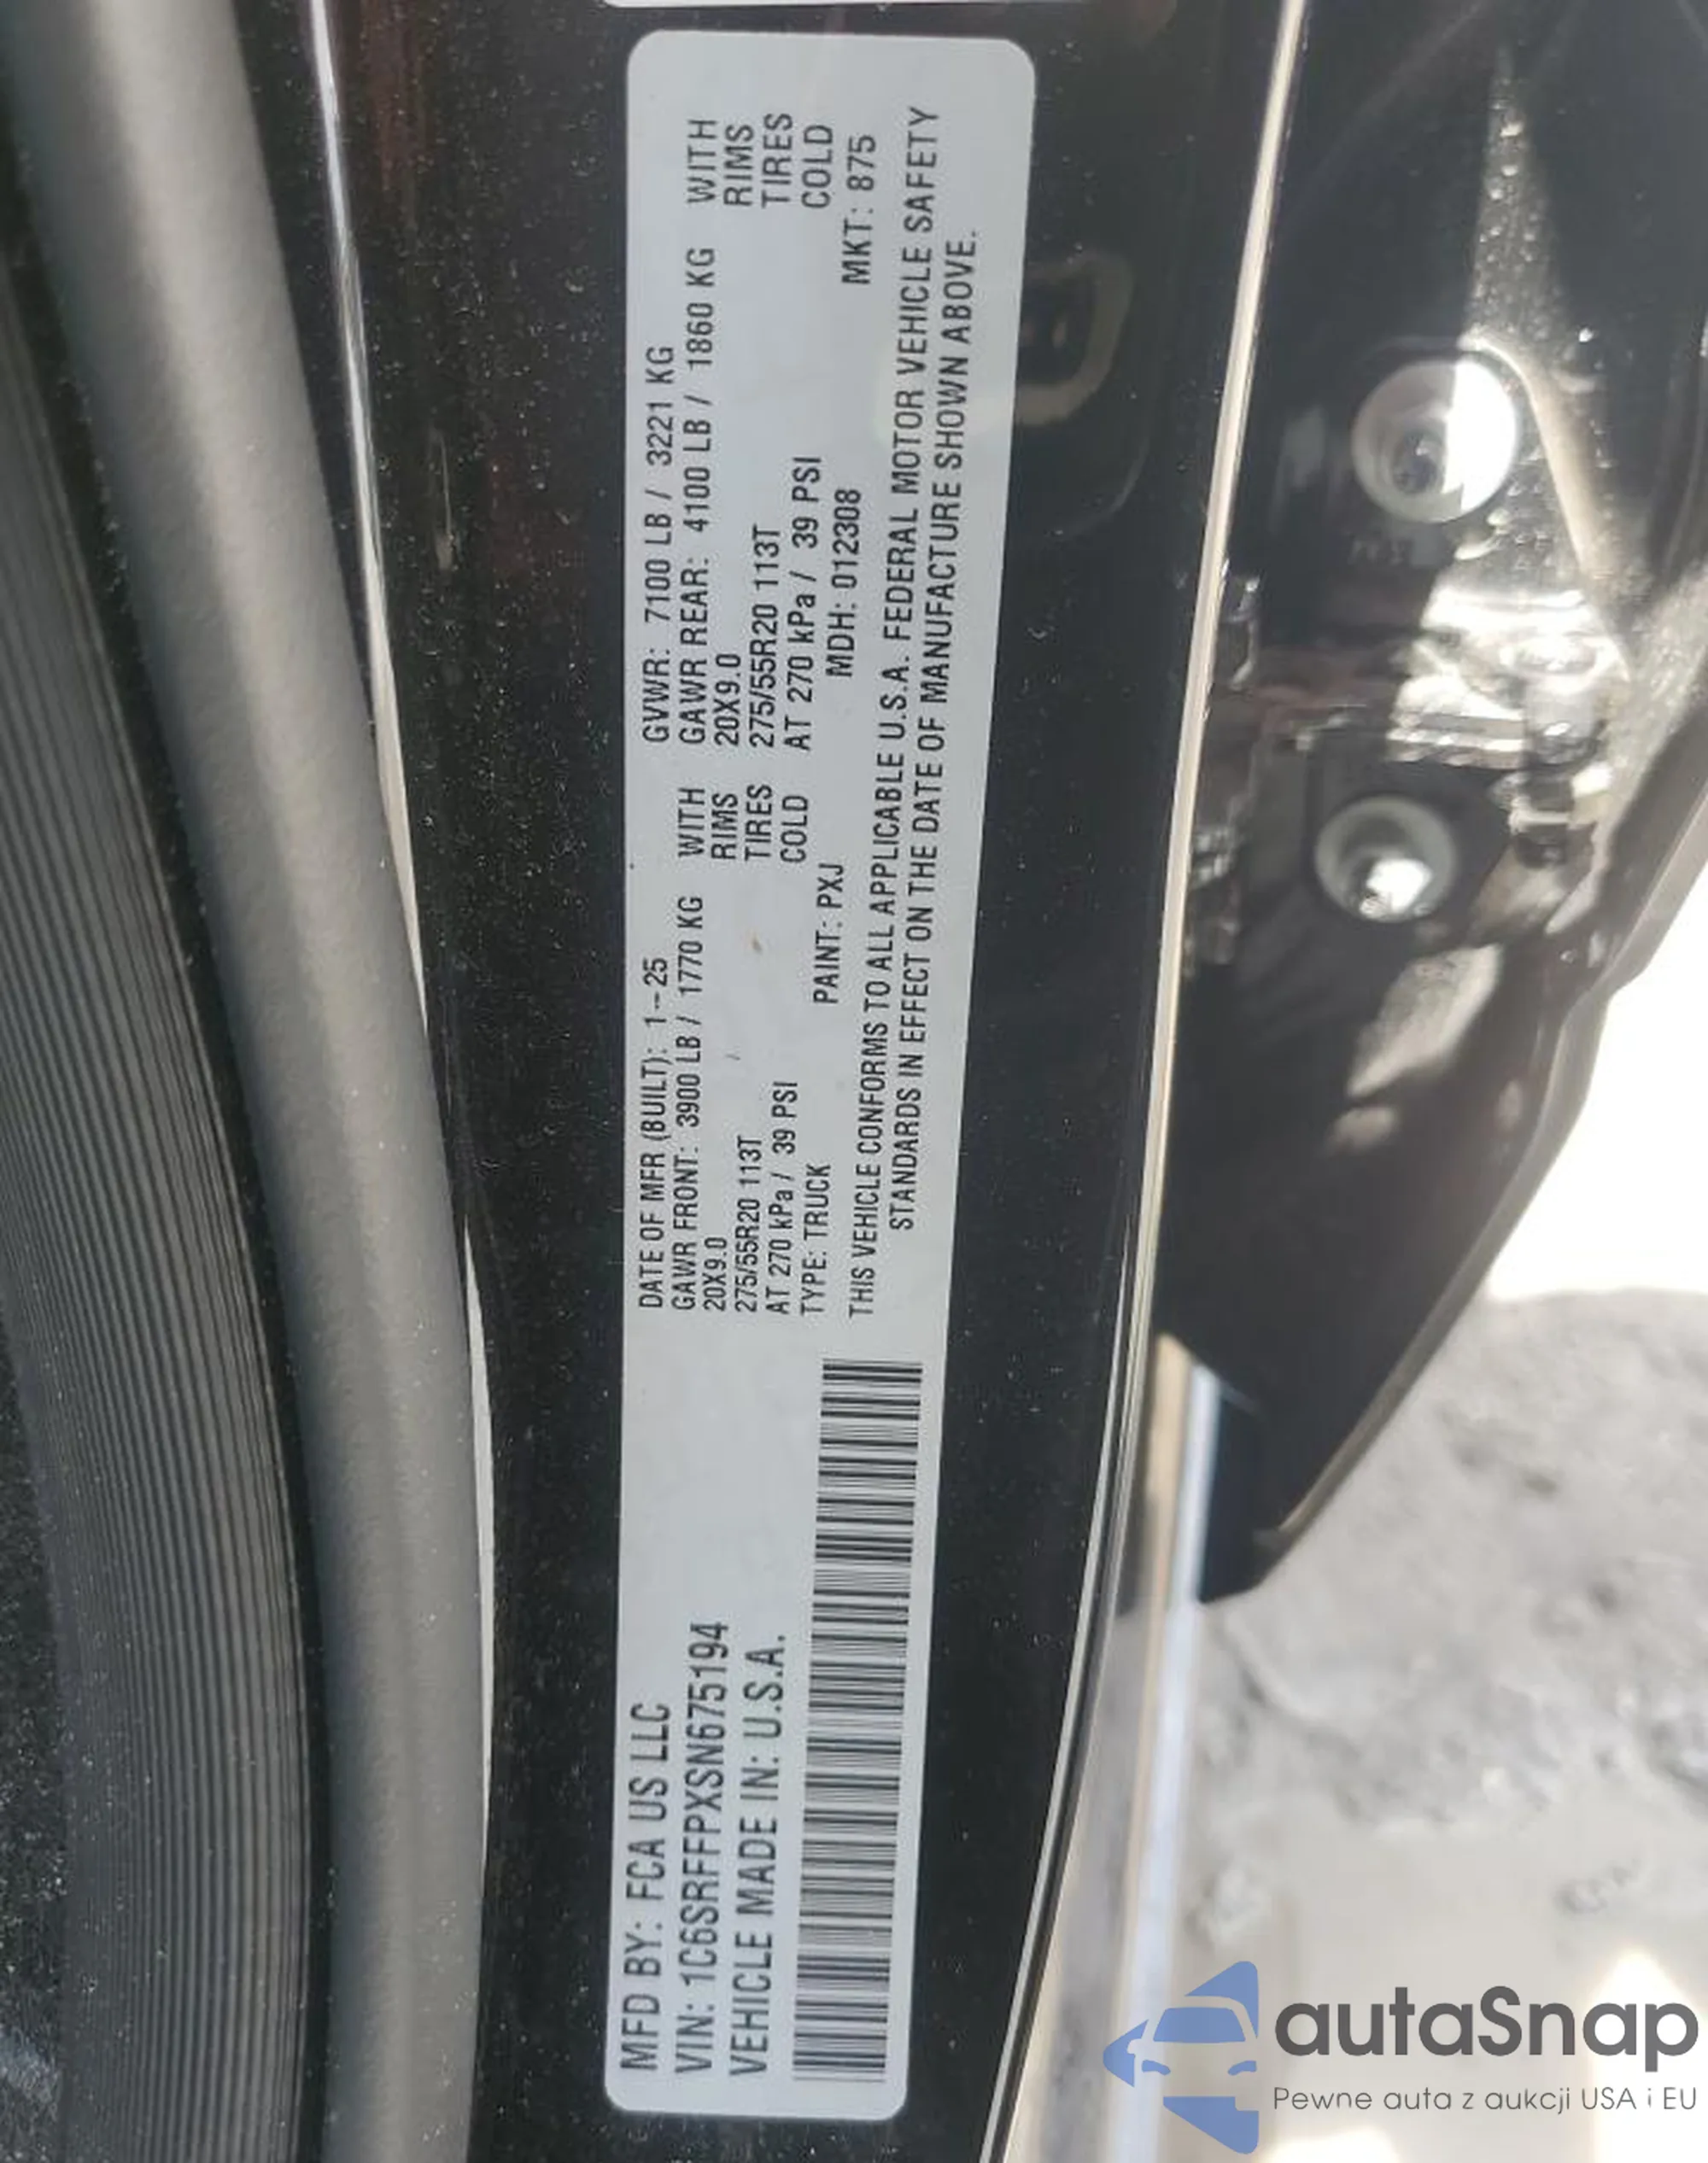 MFD BY: FCA US LLC
VIN: 1C6SRFFPXSN675194
VEHICLE MADE IN: U.S.A.
DATE OF MFR (BUILT): 1-25
GAWR FRONT: 3900 LB / 1770 KG WITH
20X9.0 RIMS
275/55R20 113T TIRES
AT 270 kPa / 39 PSI COLD
GVWR: 7100 LB / 3221 KG
GAWR REAR: 4100 LB / 1860 KG WITH
20X9.0 RIMS
275/55R20 113T TIRES
AT 270 kPa / 39 PSI COLD
TYPE: TRUCK PAINT: PXJ MDH: 012308 MKT: 875
THIS VEHICLE CONFORMS TO ALL APPLICABLE U.S.A. FEDERAL MOTOR VEHICLE SAFETY
STANDARDS IN EFFECT ON THE DATE OF MANUFACTURE SHOWN ABOVE.
autaSnap
Pewne auta z aukcji USA i EU